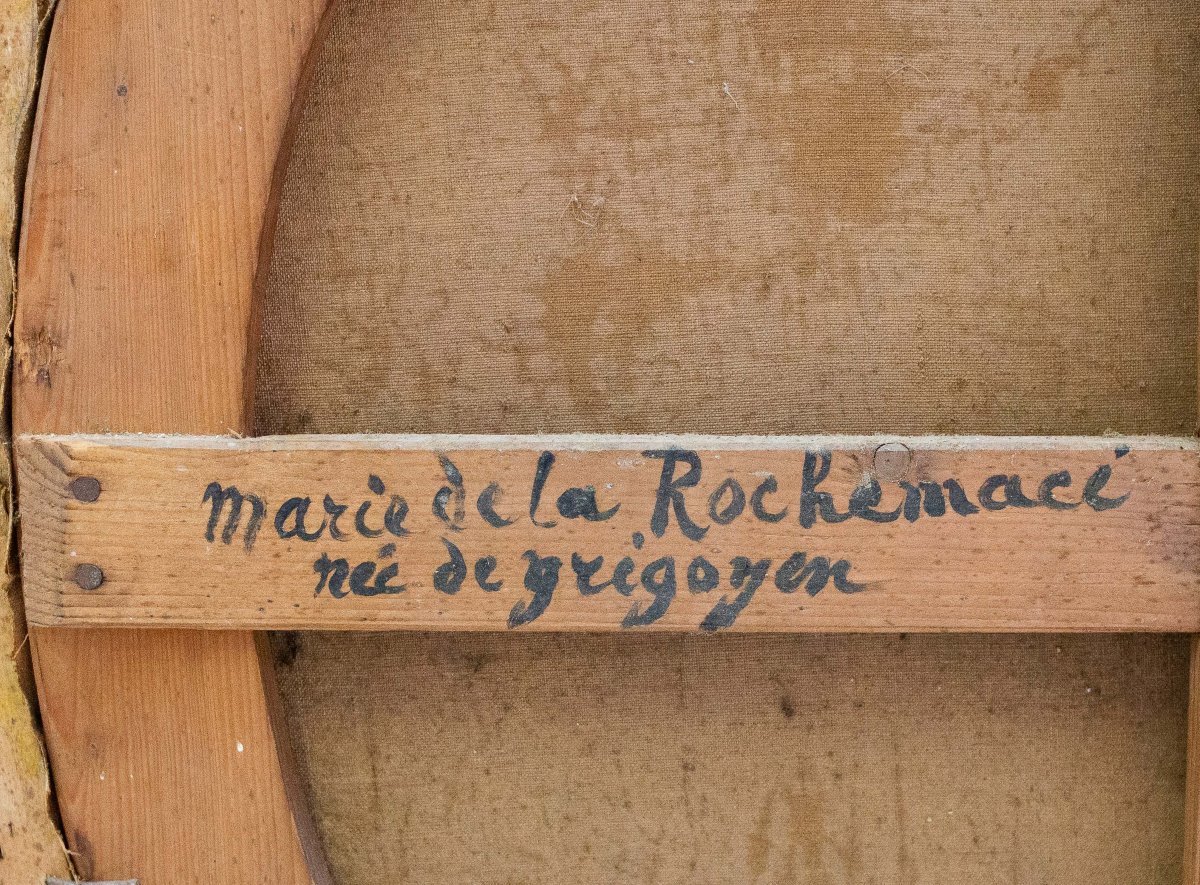 Marie de la Rochemacé
née de grigoyen